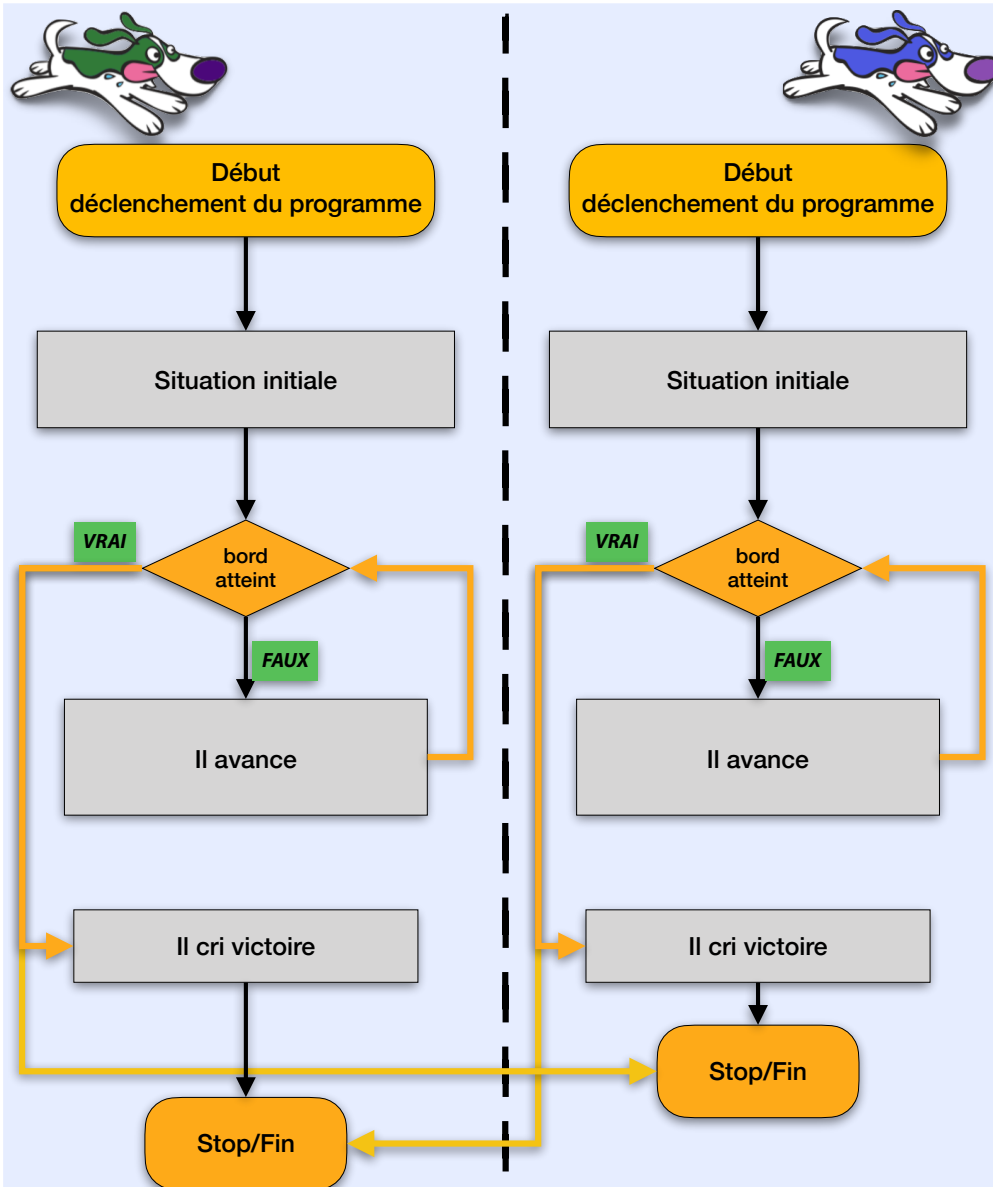 Début
déclenchement du programme
Situation initiale
VRAI
bord
atteint
FAUX
Il avance
Il cri victoire
Stop/Fin
Début
déclenchement du programme
Situation initiale
VRAI
bord
atteint
FAUX
Il avance
Il cri victoire
Stop/Fin